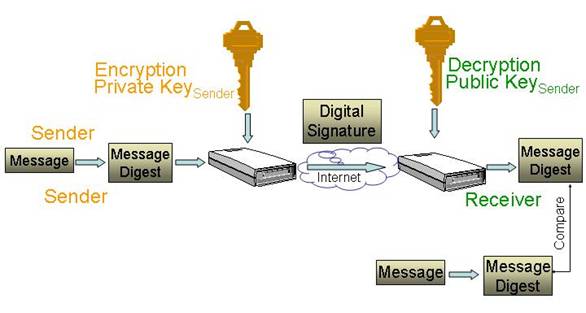 Encryption
Private Key Sender
Decryption
Public Key Sender
Digital
Signature
Sender
Message
Message
Digest
Sender
Internet
Receiver
Message
Digest
Compare
Message
Message
Digest